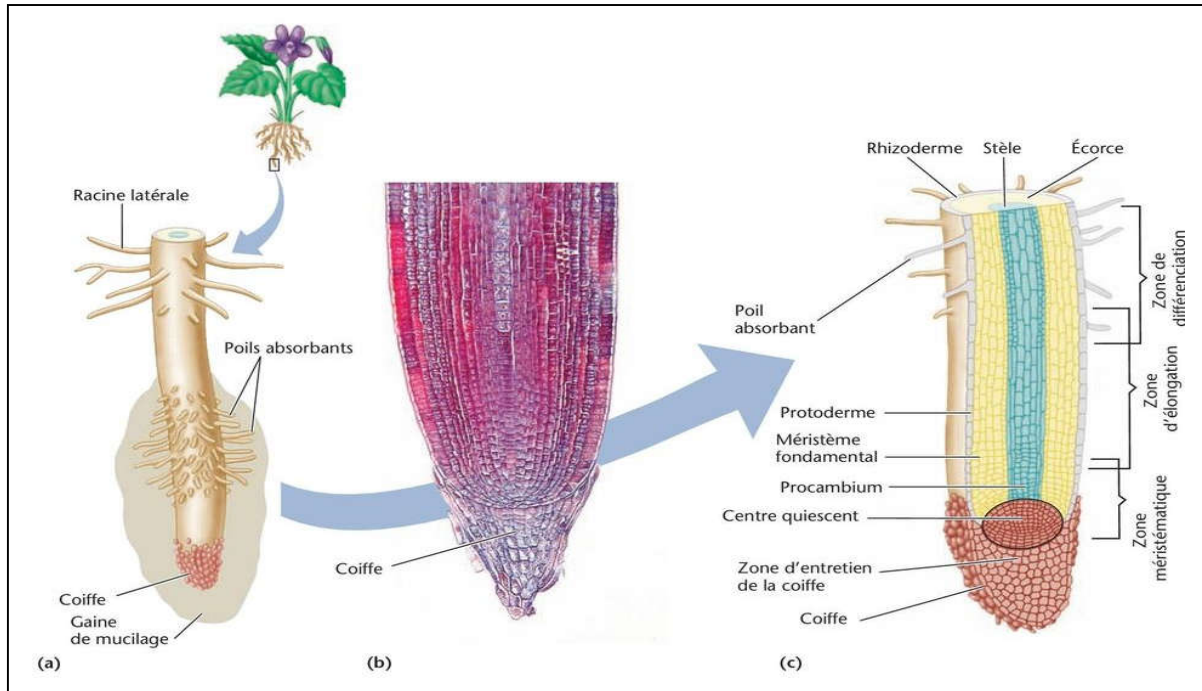 Racine latérale
Poils absorbants
Coiffe
Gaine
de mucilage
(a)
Coiffe
(b)
Rhizoderme
Stèle
Écorce
Poil
absorbant
Protoderme
Méristème
fondamental
Procambium
Centre quiescent
Zone d'entretien
de la coiffe
Coiffe
Zone de
différenciation
Zone
d'élongation
Zone
méristématique
(c)